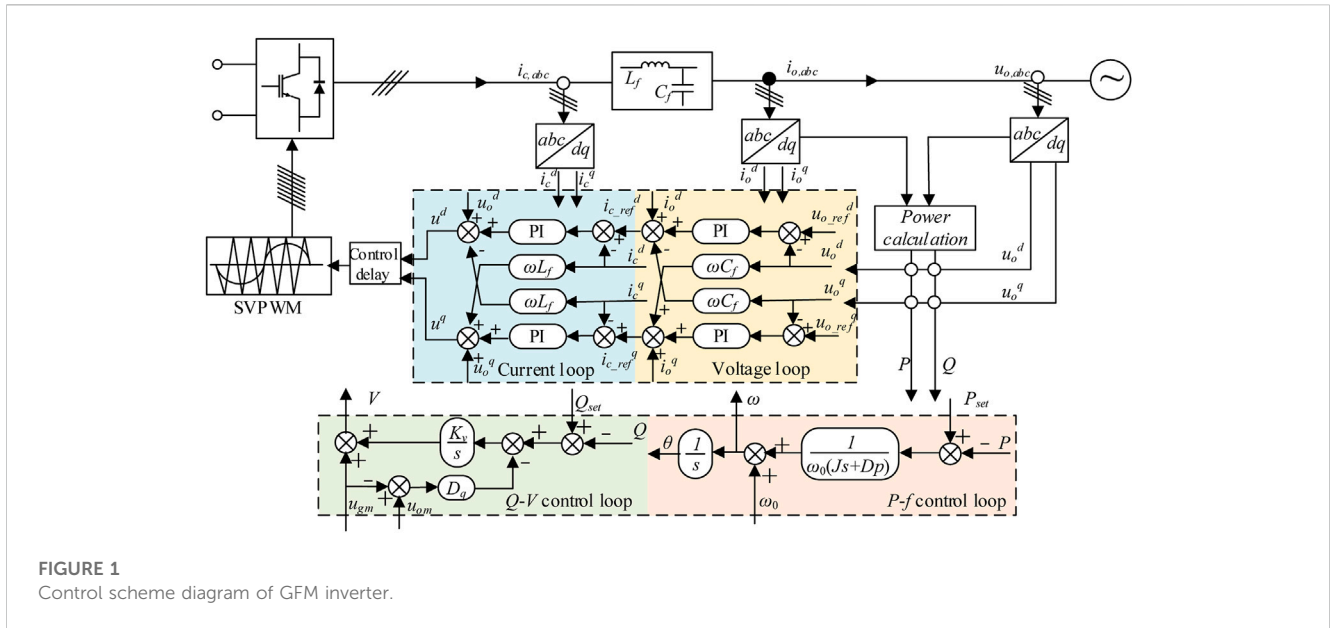 i_{c,abc}
L_f
C_f
i_{o,abc}
u_{o,abc}
~
abc/dq
abc/dq
abc/dq
i_c^d i_c^q
i_o^d i_o^q
Power
calculation
SVPWM
Control
delay
u^d
u^q
u_o^d
+
+
-
PI
i_{c_ref}^d
+
-
i_c^d
ωL_f
ωL_f
i_c^q
+
+
+
PI
-
+
i_{c_ref}^q
u_o^q
Current loop
i_o^d
+
+
-
PI
u_{o_ref}^d
+
-
u_o^d
ωC_f
ωC_f
u_o^q
+
+
+
PI
-
+
u_{o_ref}^q
i_o^q
Voltage loop
u_o^d
u_o^q
P
Q
V
Q_{set}
+
+
K_v/s
+
-
+
-
Q
-
+
D_q
u_{gm}
u_{om}
Q-V control loop
ω
P_{set}
θ
1/s
+
+
1/ω_0(Js+Dp)
+
-
P
ω_0
P-f control loop
FIGURE 1
Control scheme diagram of GFM inverter.